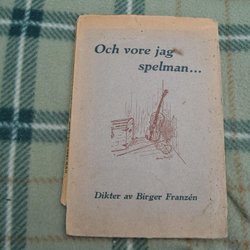 Och vore jag
spelman...
Dikter av Birger Franzén